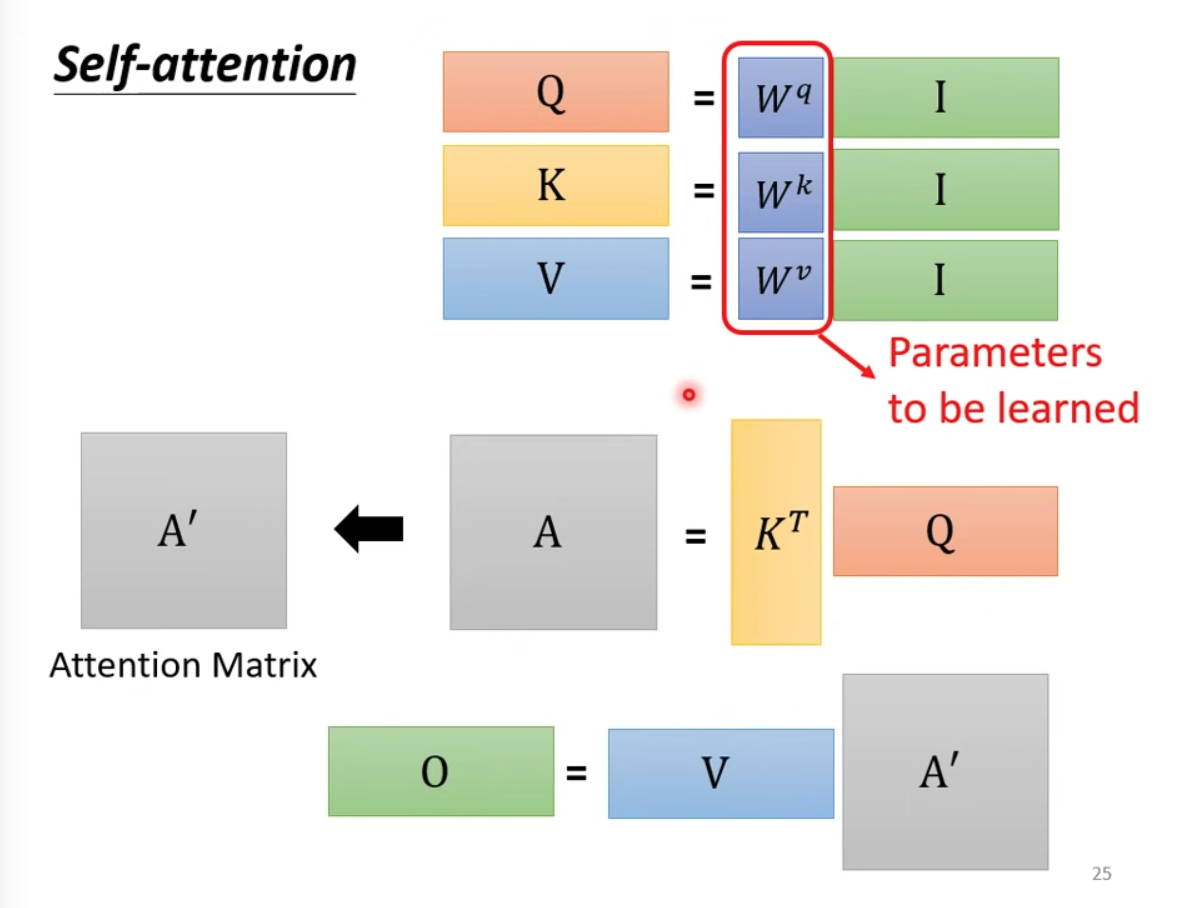 Self-attention
Q = W^q I
K = W^k I
V = W^v I
Parameters
to be learned
A′ A = K^T Q
Attention Matrix
O = V A′
25